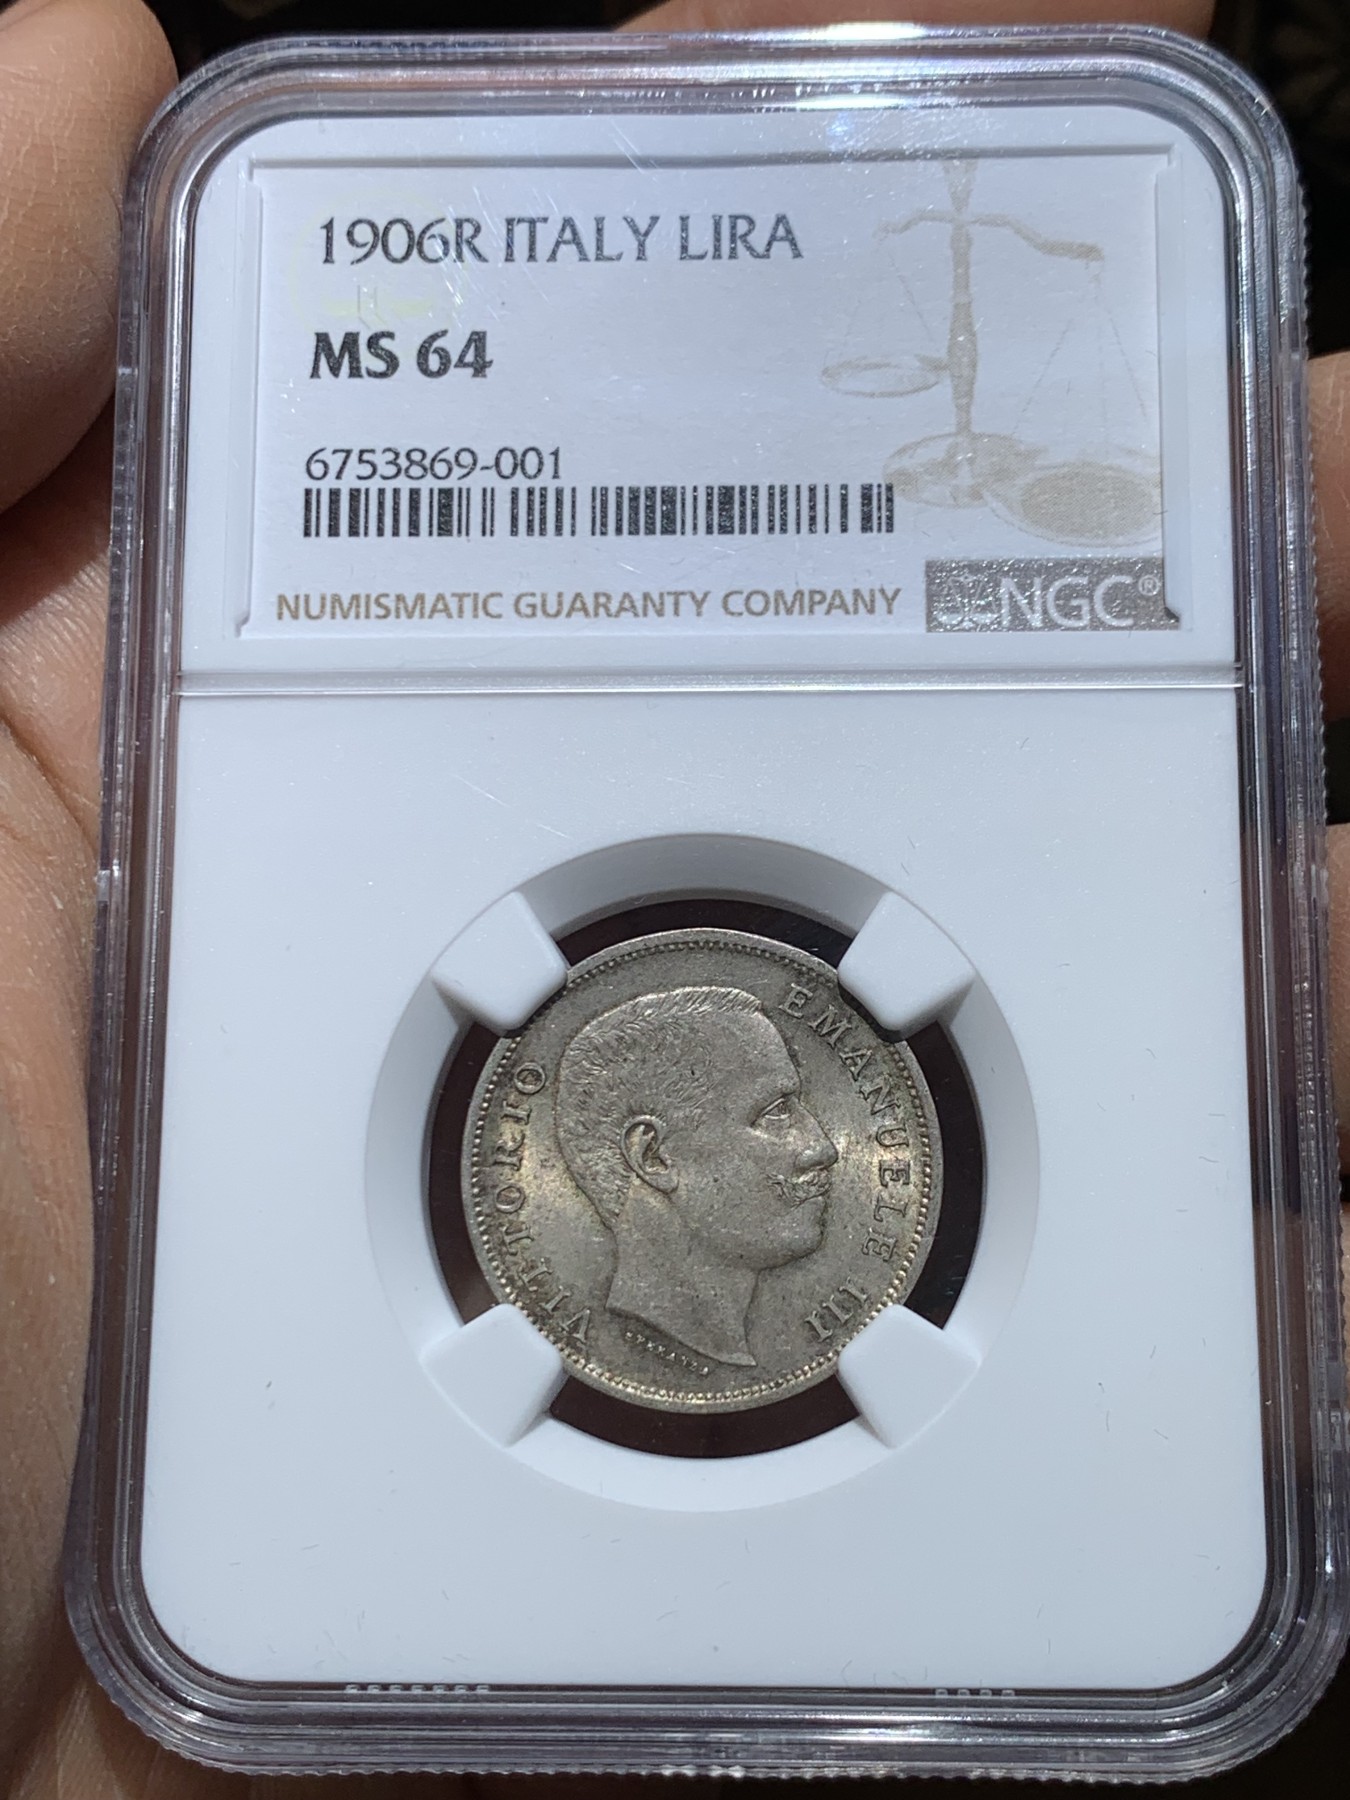 1906R ITALY LIRA
MS 64
6753869-001
NUMISMATIC GUARANTY COMPANY
NGC®
VITTORIO EMANUELE III